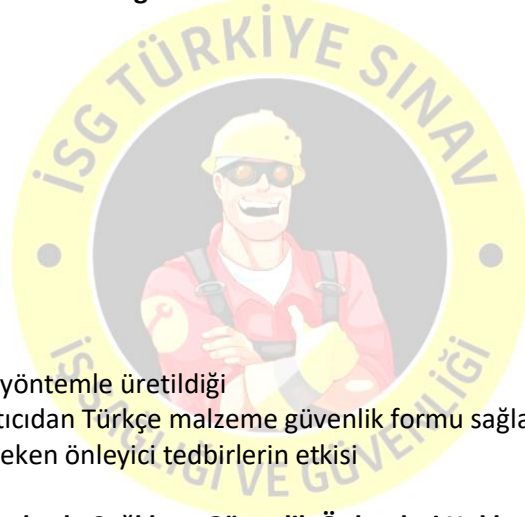 İSG TÜRKİYE SINAV
İŞ SAĞLIĞI VE GÜVENLİĞİ
yöntemle üretildiği
tıcıdan Türkçe malzeme güvenlik formu sağla
eken önleyici tedbirlerin etkisi